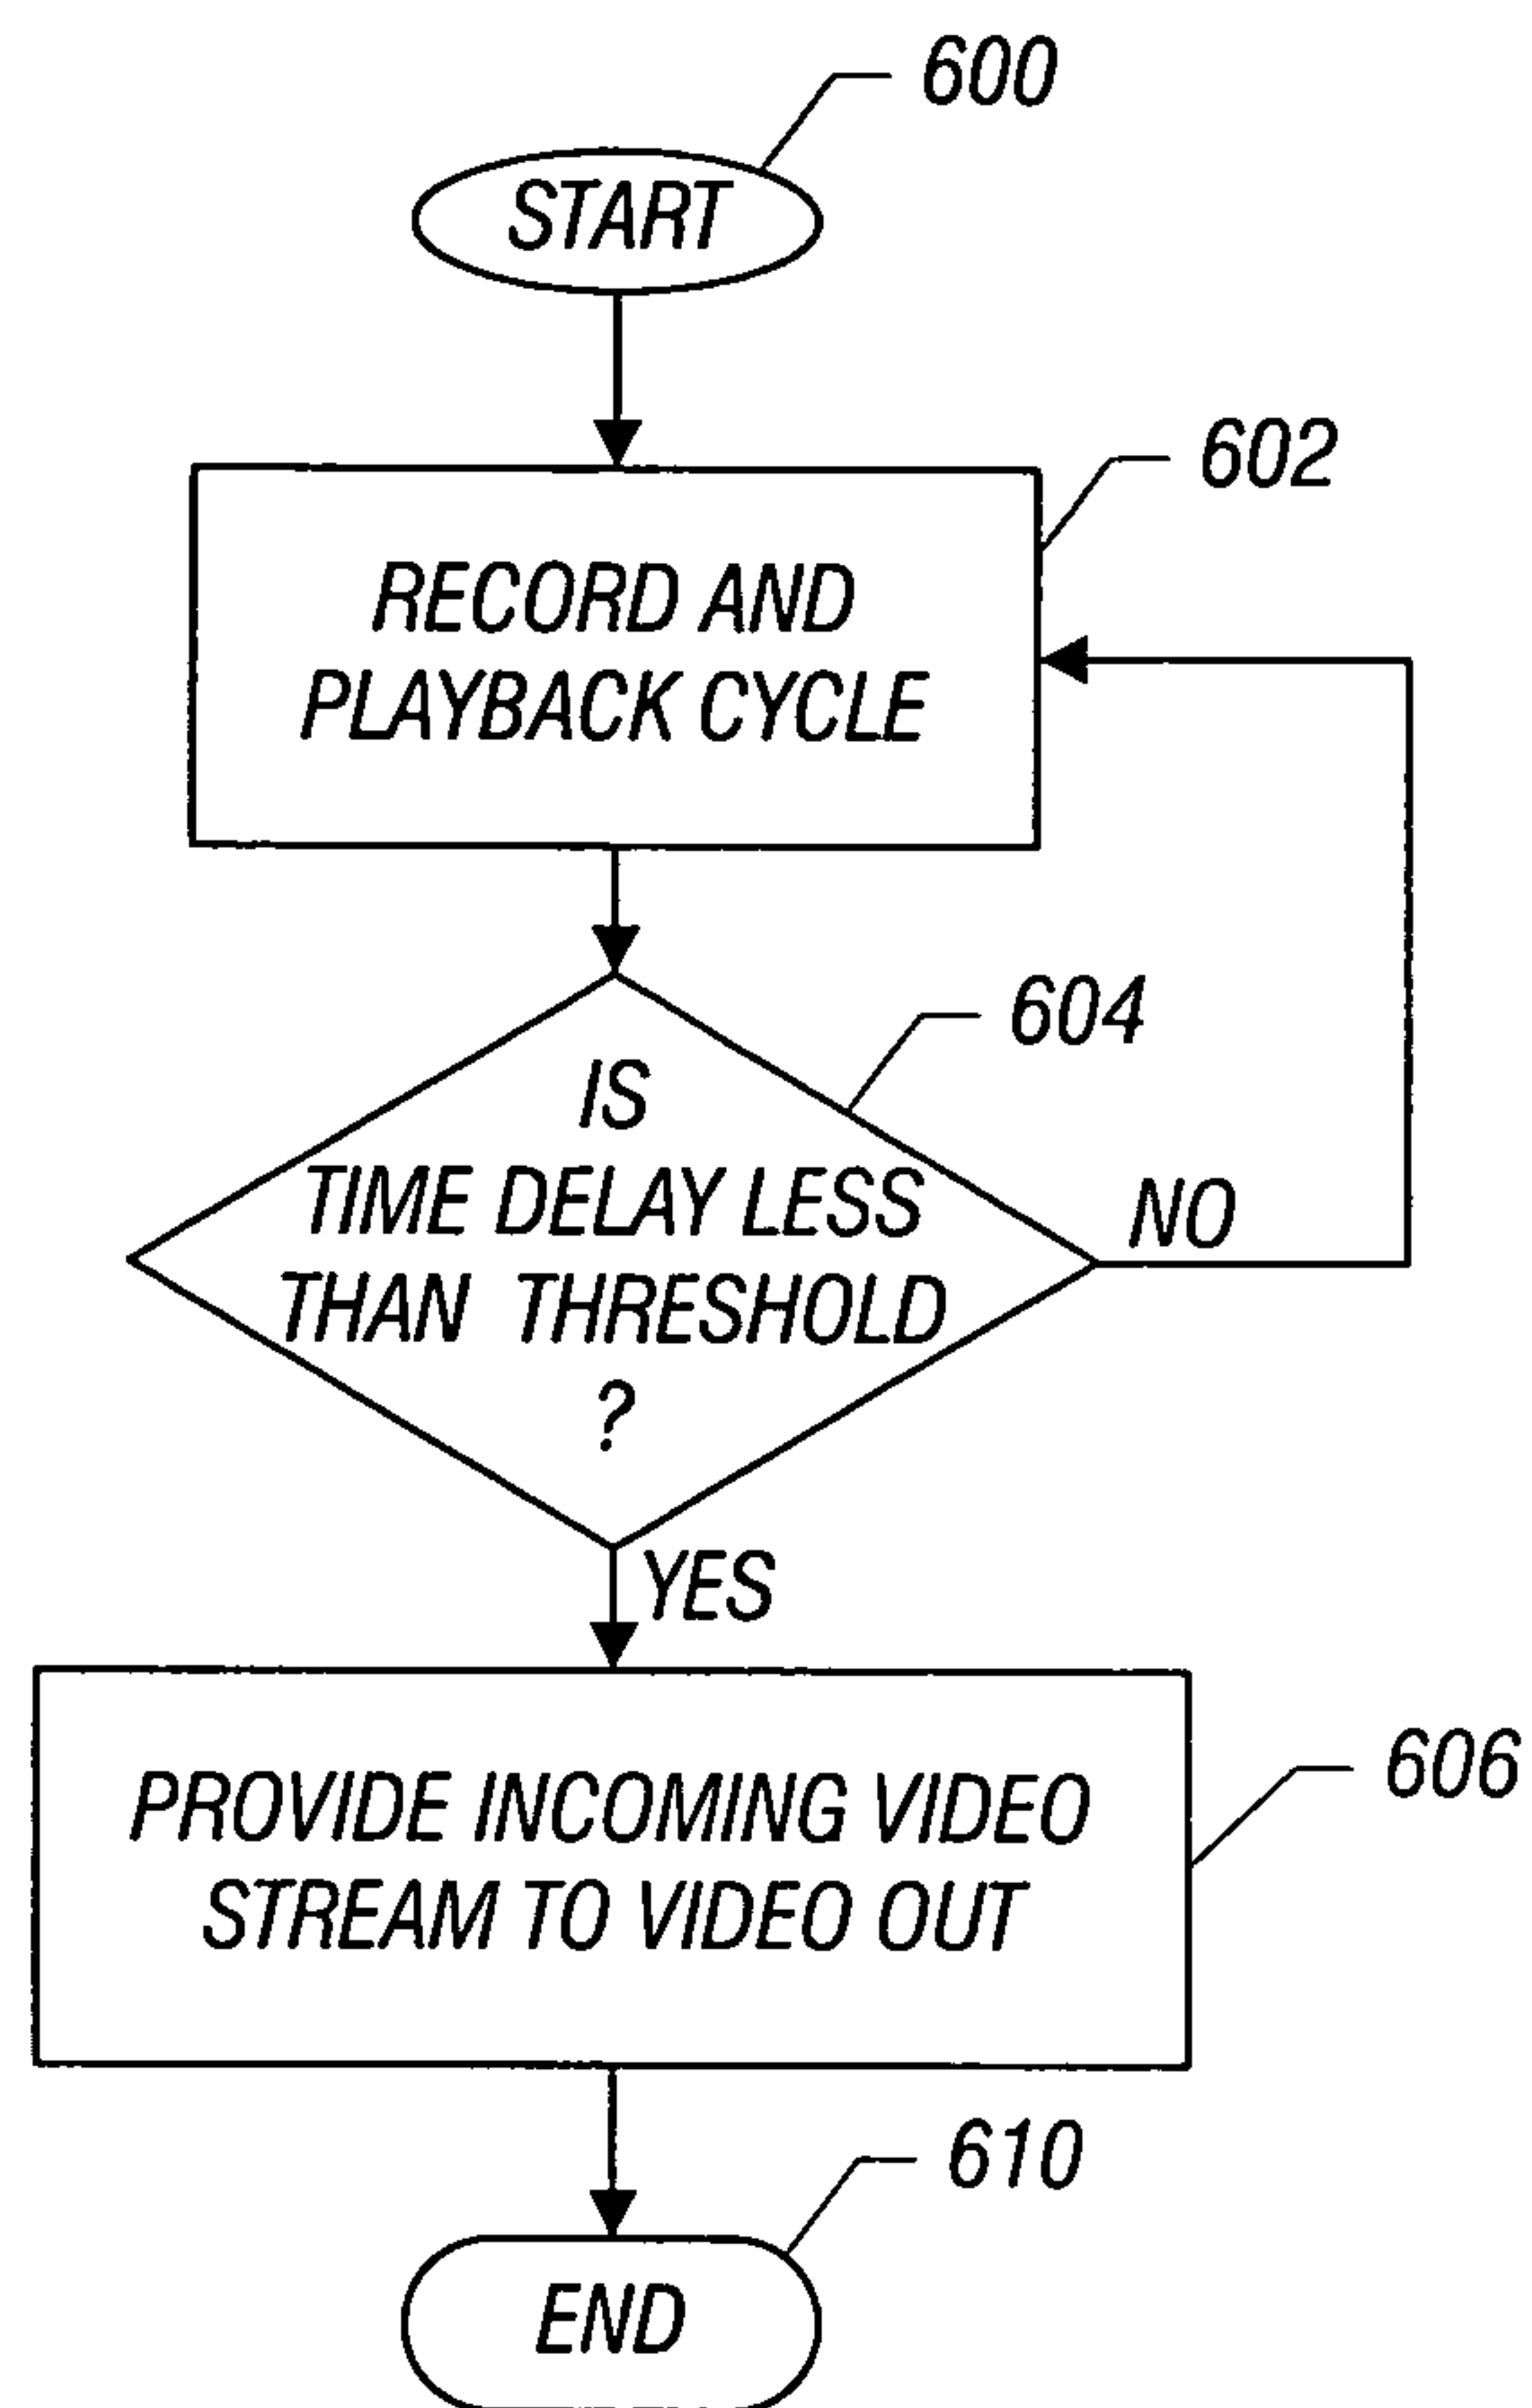 600
START
602
RECORD AND
PLAYBACK CYCLE
604
IS
TIME DELAY LESS
THAN THRESHOLD
?
NO
YES
606
PROVIDE INCOMING VIDEO
STREAM TO VIDEO OUT
610
END